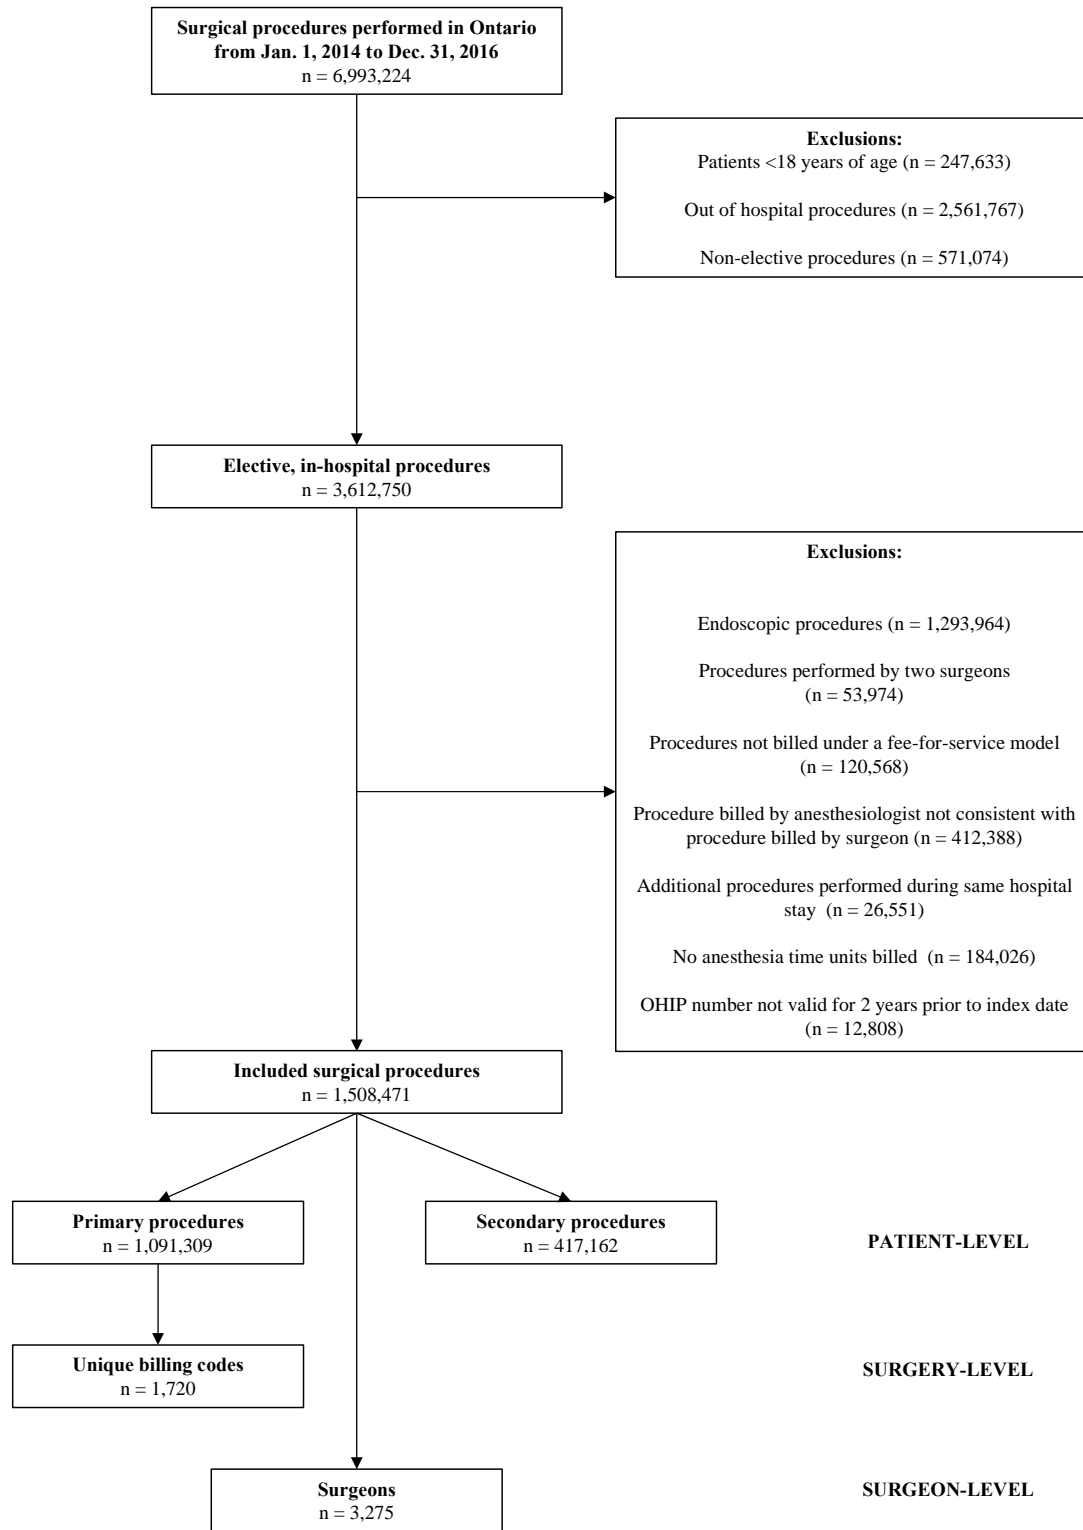 Surgical procedures performed in Ontario
from Jan. 1, 2014 to Dec. 31, 2016
n = 6,993,224
Exclusions:
Patients <18 years of age (n = 247,633)
Out of hospital procedures (n = 2,561,767)
Non-elective procedures (n = 571,074)
Elective, in-hospital procedures
n = 3,612,750
Exclusions:
Endoscopic procedures (n = 1,293,964)
Procedures performed by two surgeons
(n = 53,974)
Procedures not billed under a fee-for-service model
(n = 120,568)
Procedure billed by anesthesiologist not consistent with
procedure billed by surgeon (n = 412,388)
Additional procedures performed during same hospital
stay (n = 26,551)
No anesthesia time units billed (n = 184,026)
OHIP number not valid for 2 years prior to index date
(n = 12,808)
Included surgical procedures
n = 1,508,471
Primary procedures
n = 1,091,309
Secondary procedures
n = 417,162
PATIENT-LEVEL
Unique billing codes
n = 1,720
SURGERY-LEVEL
Surgeons
n = 3,275
SURGEON-LEVEL